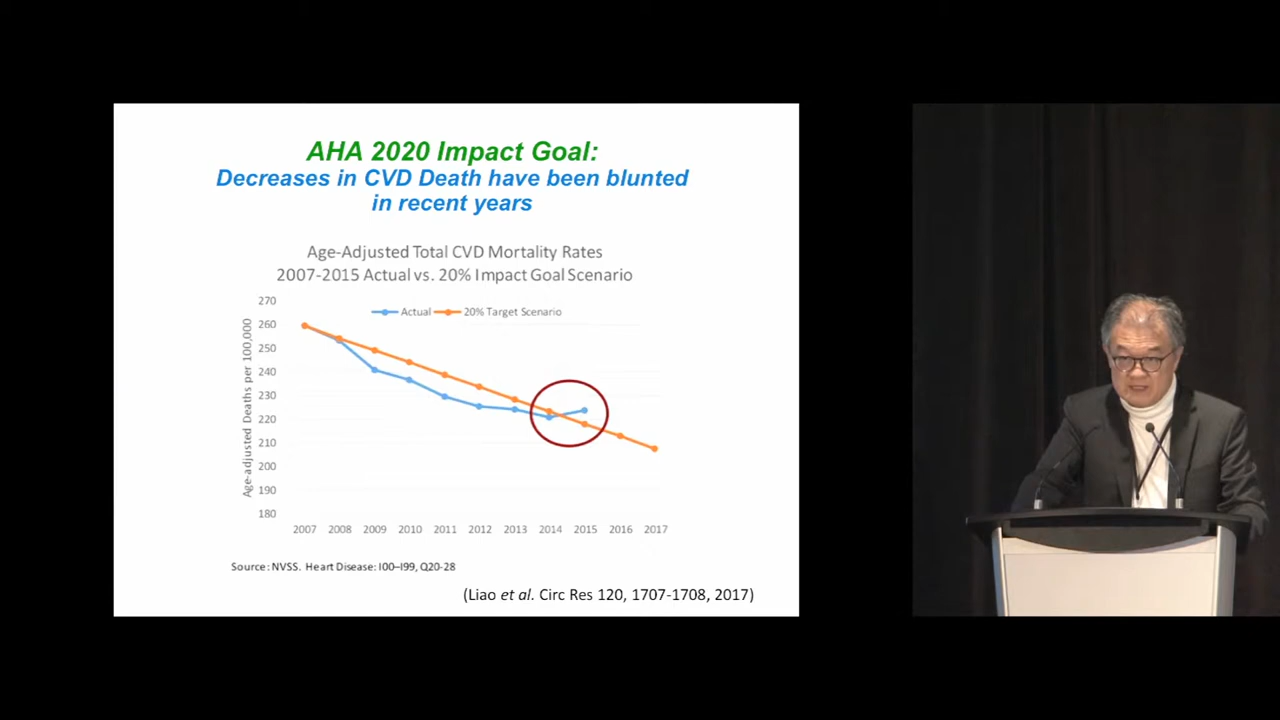 AHA 2020 Impact Goal:
Decreases in CVD Death have been blunted
in recent years
Age-Adjusted Total CVD Mortality Rates
2007-2015 Actual vs. 20% Impact Goal Scenario
Actual
20% Target Scenario
Age-adjusted Deaths per 100,000
270
260
250
240
230
220
210
200
190
180
2007 2008 2009 2010 2011 2012 2013 2014 2015 2016 2017
Source: NVSS. Heart Disease: I00–I99, Q20-28
(Liao et al. Circ Res 120, 1707-1708, 2017)